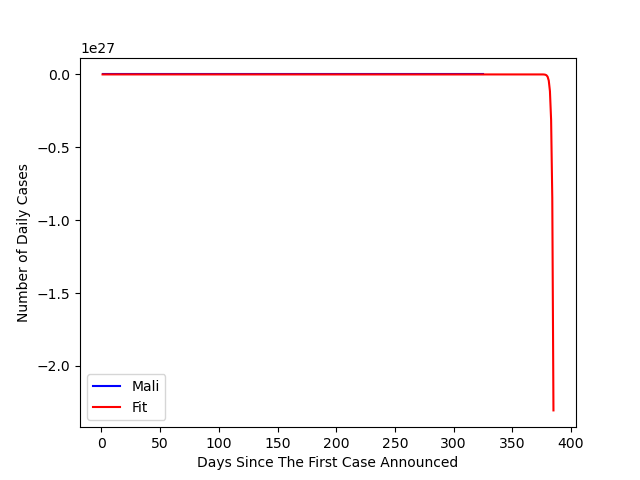 1e27
0.0
−0.5
−1.0
−1.5
−2.0
Number of Daily Cases
Mali
Fit
0 50 100 150 200 250 300 350 400
Days Since The First Case Announced